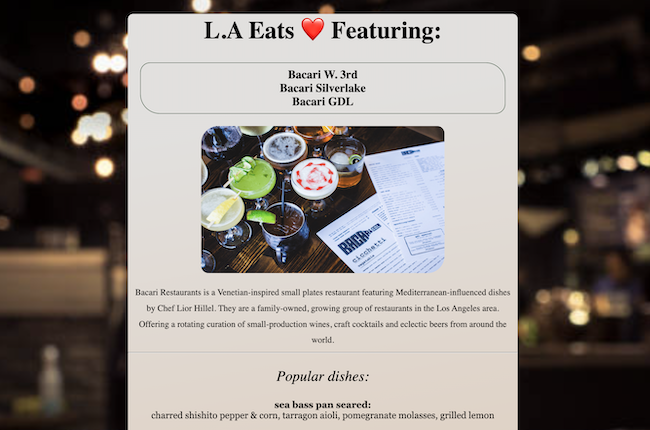 L.A Eats ❤️ Featuring:
Bacari W. 3rd
Bacari Silverlake
Bacari GDL
BACARI
cicchetti
Bacari Restaurants is a Venetian-inspired small plates restaurant featuring Mediterranean-influenced dishes
by Chef Lior Hillel. They are a family-owned, growing group of restaurants in the Los Angeles area.
Offering a rotating curation of small-production wines, craft cocktails and eclectic beers from around the
world.
Popular dishes:
sea bass pan seared:
charred shishito pepper & corn, tarragon aioli, pomegranate molasses, grilled lemon